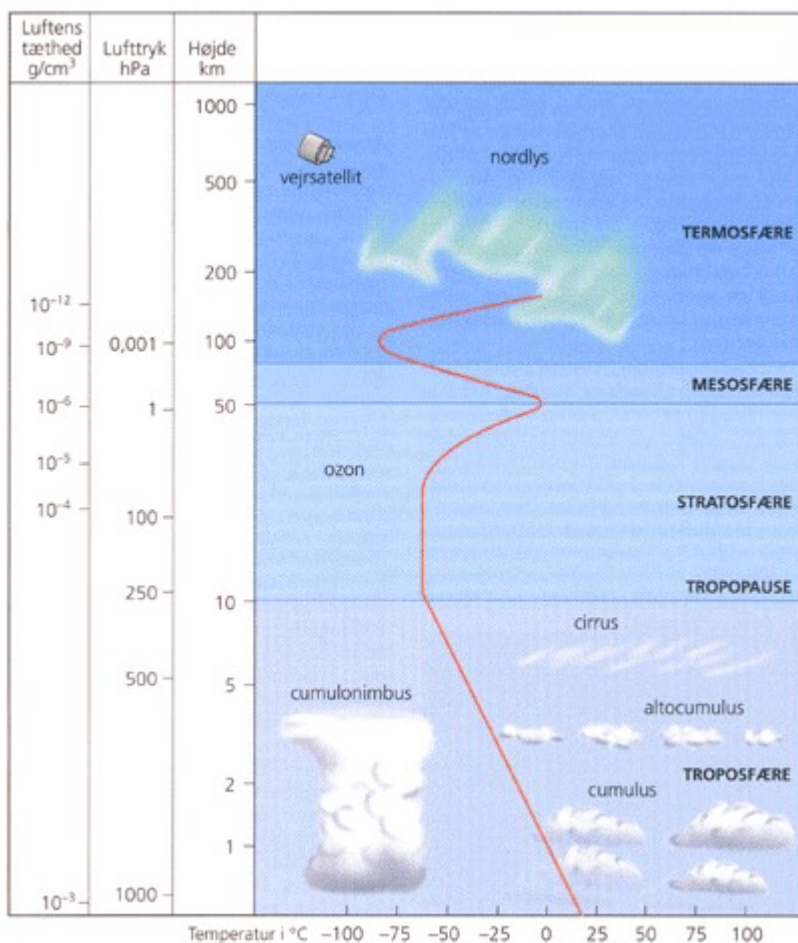 Luftens
tæthed
g/cm³
Lufttryk
hPa
Højde
km
1000
vejrsatellit
nordlys
500
TERMOSFÆRE
200
10⁻¹²
10⁻⁹
0,001
100
MESOSFÆRE
10⁻⁶
1
50
10⁻⁵
ozon
10⁻⁴
100
STRATOSFÆRE
250
10
TROPOPAUSE
cirrus
500
5
cumulonimbus
altocumulus
2
TROPOSFÆRE
cumulus
1
10⁻³
1000
Temperatur i °C −100 −75 −50 −25 0 25 50 75 100